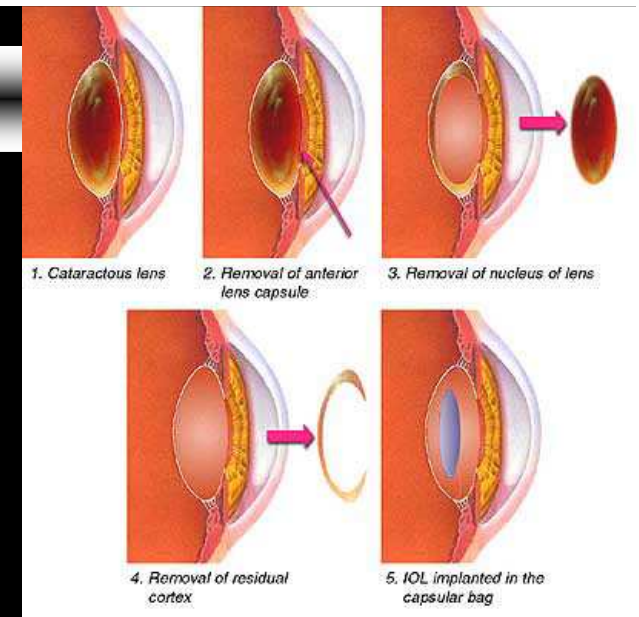 1. Cataractous lens
2. Removal of anterior
lens capsule
3. Removal of nucleus of lens
4. Removal of residual
cortex
5. IOL implanted in the
capsular bag